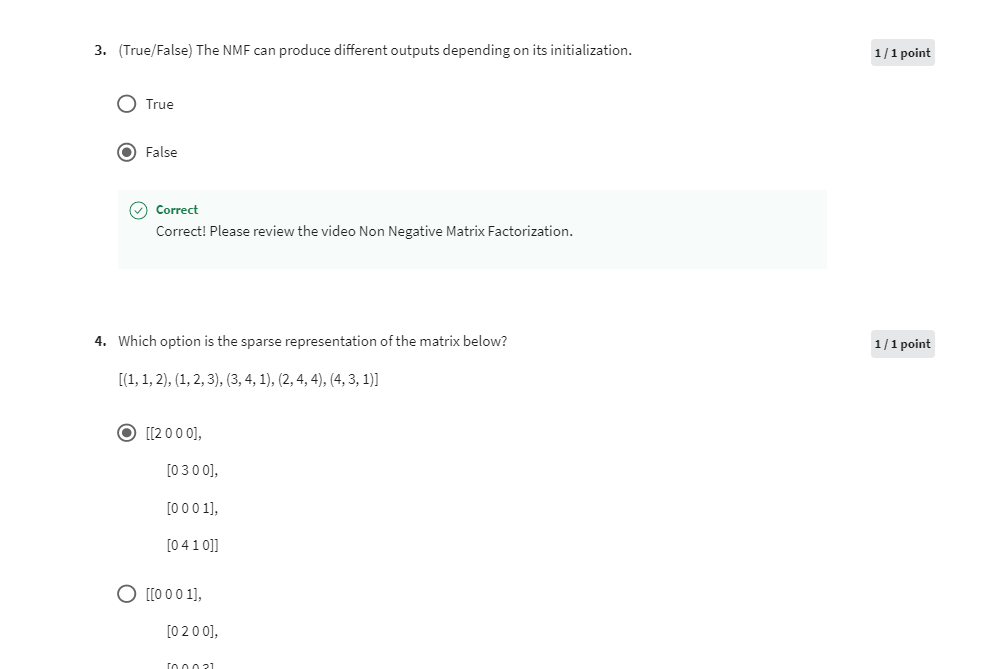 3. (True/False) The NMF can produce different outputs depending on its initialization.
1 / 1 point
True
False
Correct
Correct! Please review the video Non Negative Matrix Factorization.
4. Which option is the sparse representation of the matrix below?
1 / 1 point
[(1, 1, 2), (1, 2, 3), (3, 4, 1), (2, 4, 4), (4, 3, 1)]
[[2 0 0 0],
[0 3 0 0],
[0 0 0 1],
[0 4 1 0]]
[[0 0 0 1],
[0 2 0 0],
[0 0 0 3],